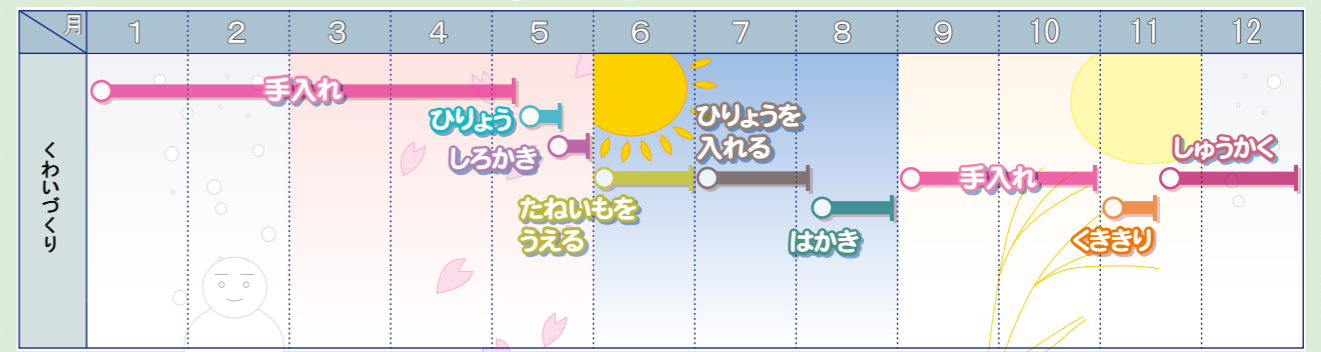 月
1 2 3 4 5 6 7 8 9 10 11 12
くわいづくり
手入れ
ひりょう
しろかき
たねいもを
うえる
ひりょうを
入れる
はかき
手入れ
くききり
しゅうかく